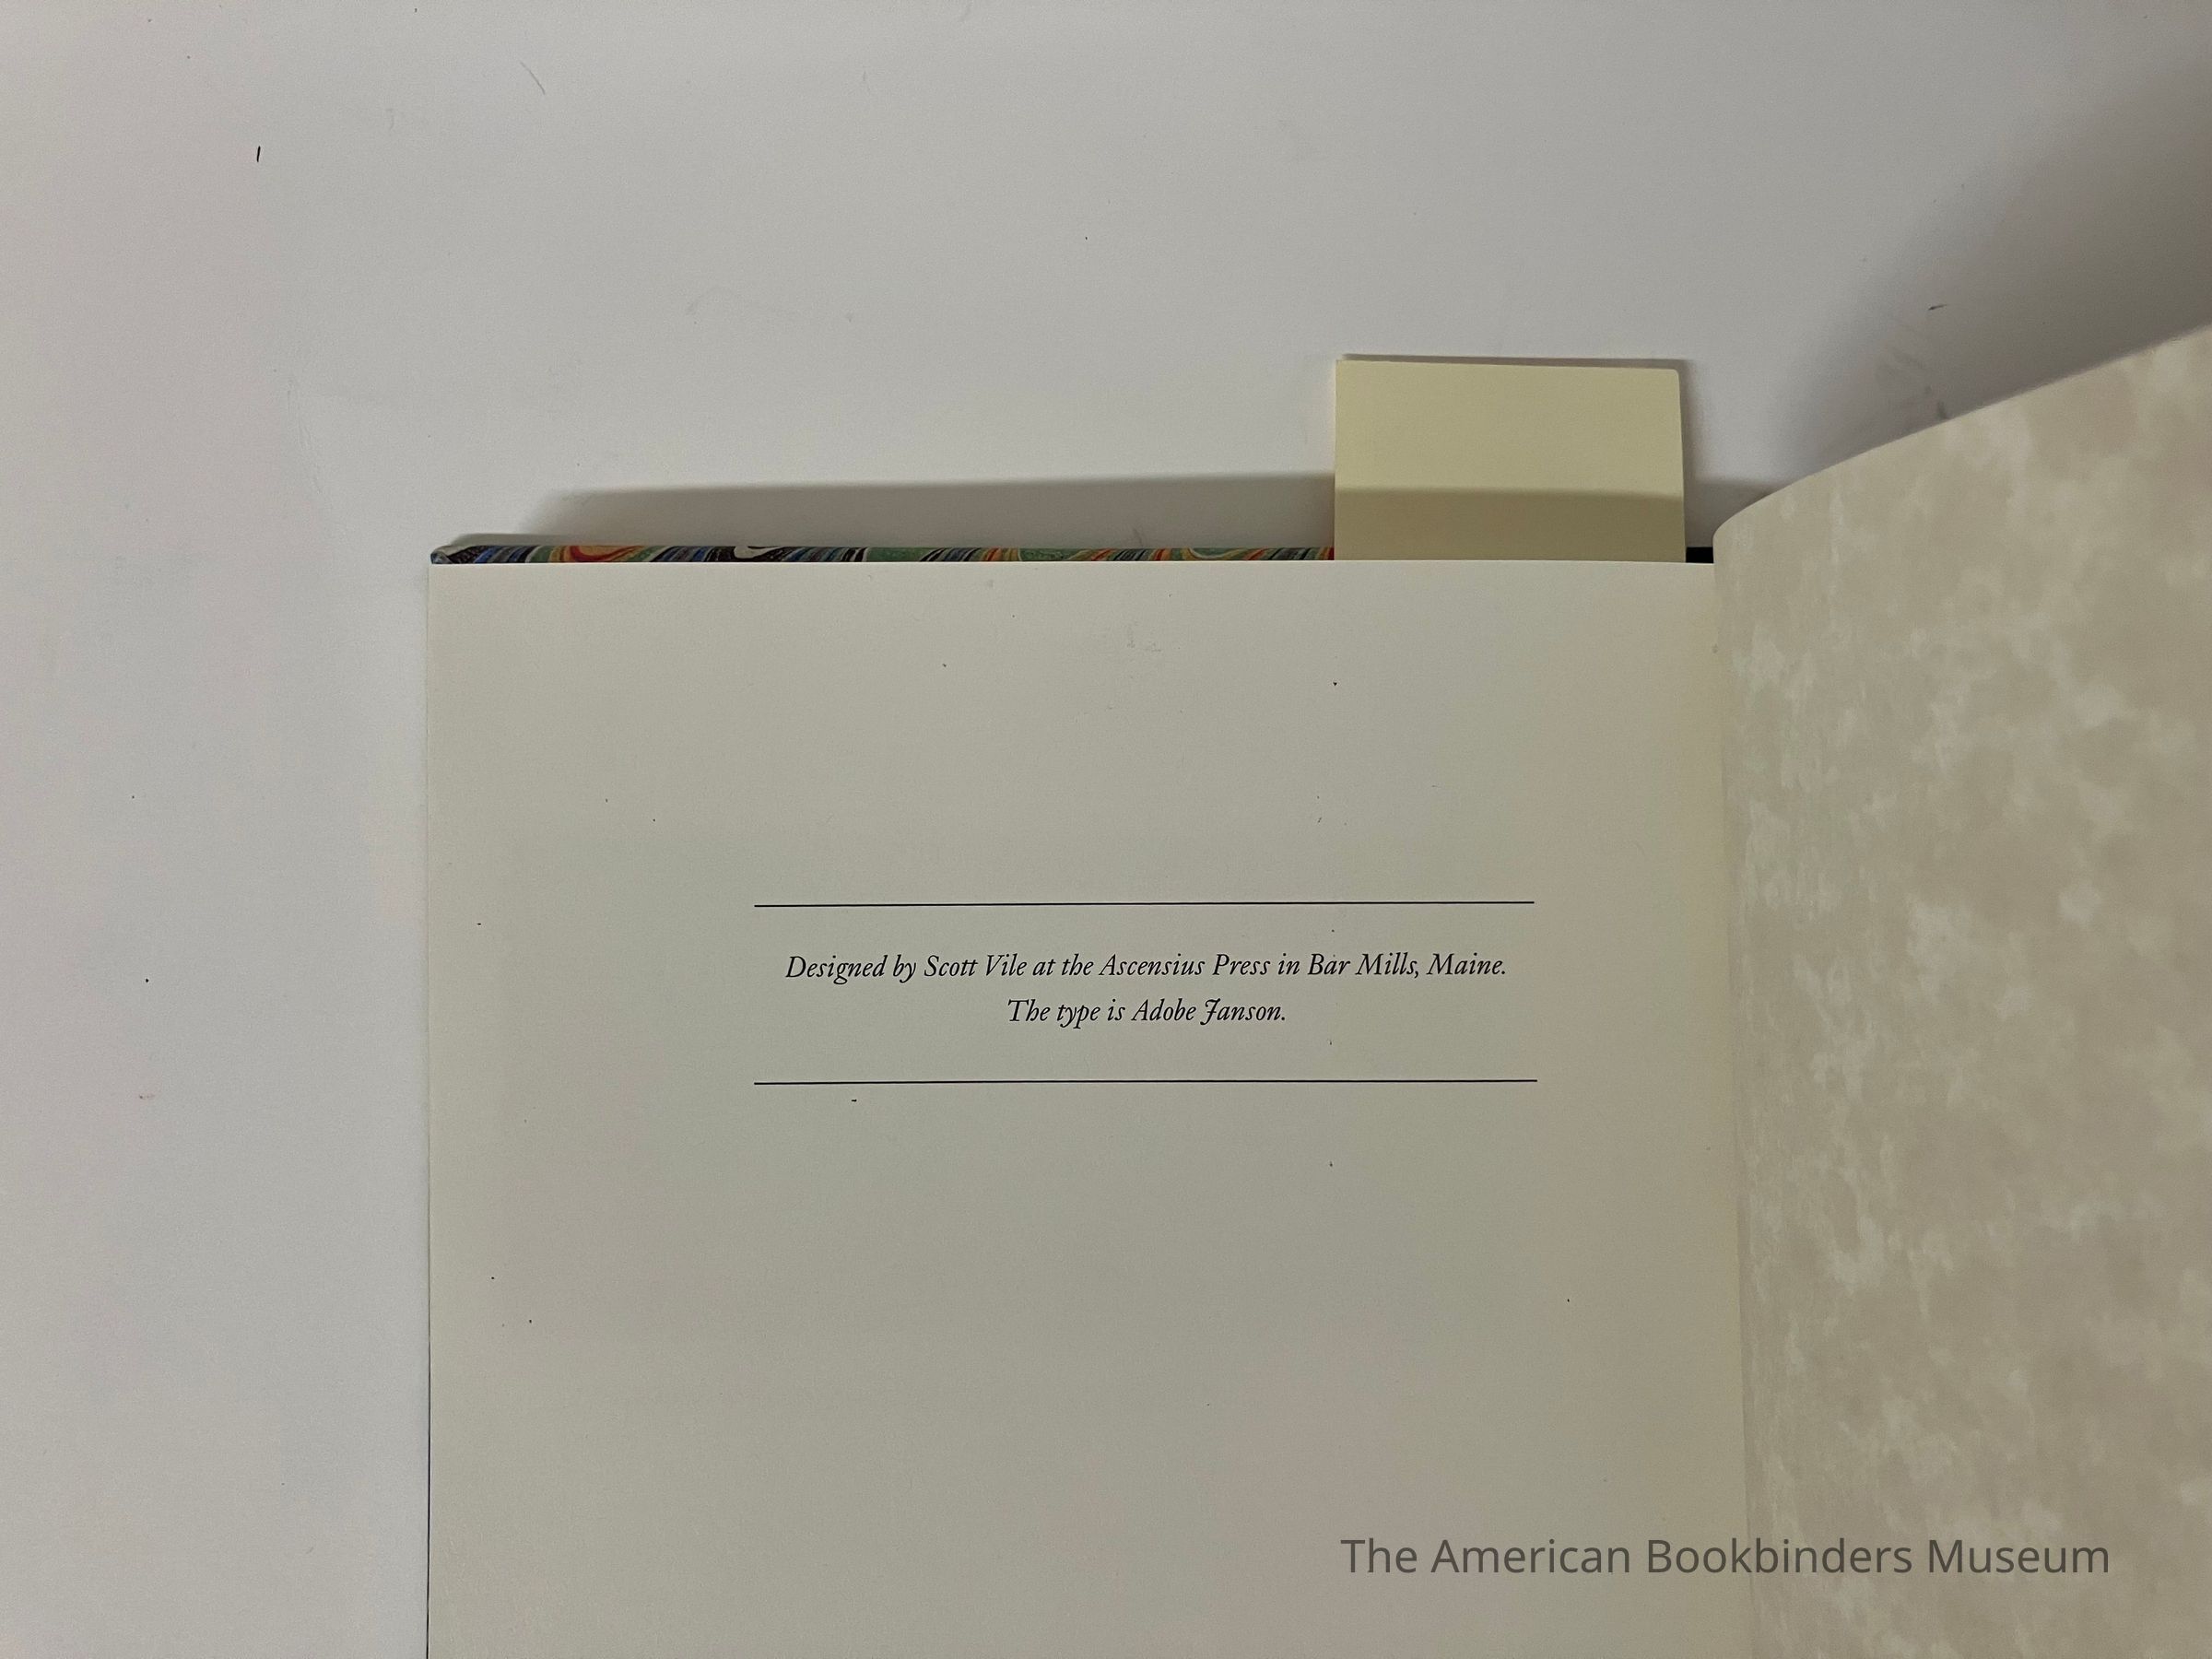 Designed by Scott Vile at the Ascensius Press in Bar Mills, Maine.
The type is Adobe Janson.
The American Bookbinders Museum